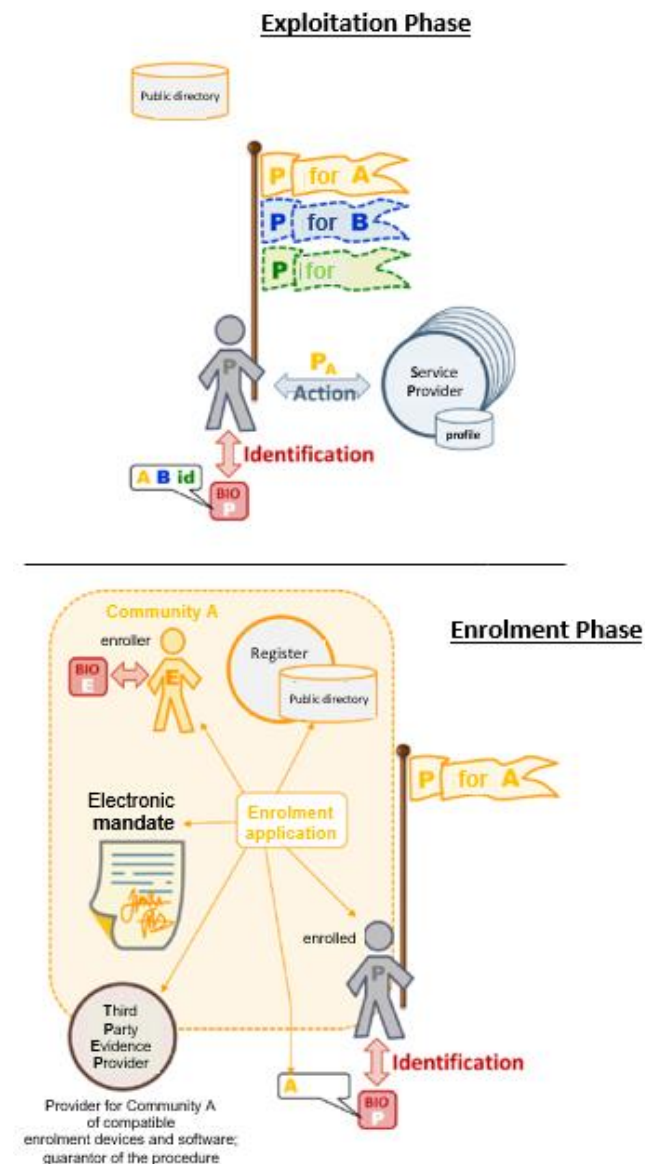 Exploitation Phase
Public directory
P for A
P for B
P for
P
P_A
Action
Service
Provider
profile
Identification
A B id
BIO
P
Community A
Enrolment Phase
enroller
BIO
E
E
Register
Public directory
P for A
Electronic
mandate
Enrolment
application
enrolled
P
Third
Party
Evidence
Provider
Identification
A
BIO
P
Provider for Community A
of compatible
enrolment devices and software;
guarantor of the procedure